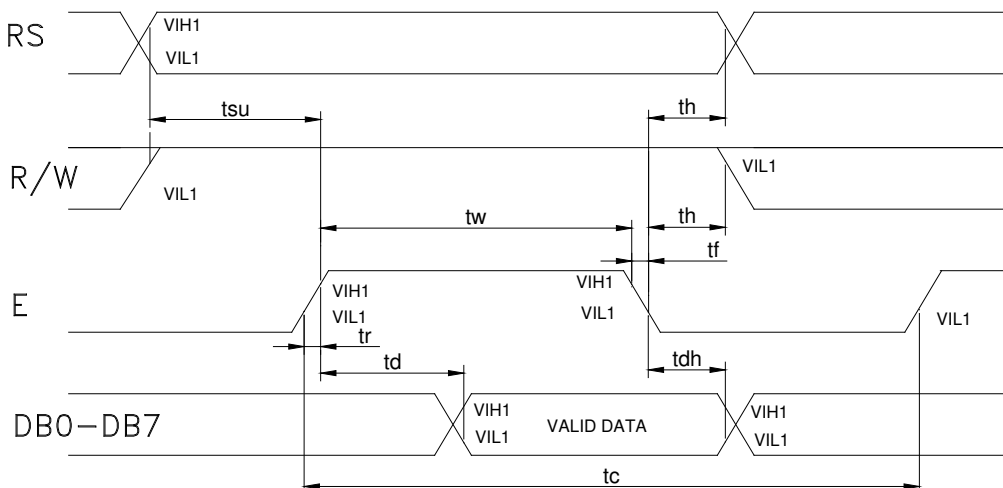 RS
VIH1
VIL1
tsu
th
R/W
VIL1
VIL1
tw
th
tf
E
VIH1
VIL1
VIH1
VIL1
VIL1
tr
td
tdh
DB0-DB7
VIH1
VIL1
VALID DATA
VIH1
VIL1
tc